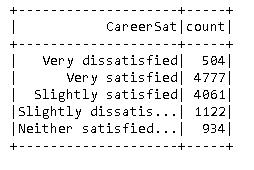 +--------------------+-----+
|           CareerSat|count|
+--------------------+-----+
|   Very dissatisfied|  504|
|      Very satisfied| 4777|
|  Slightly satisfied| 4061|
|Slightly dissatis...| 1122|
|Neither satisfied...|  934|
+--------------------+-----+